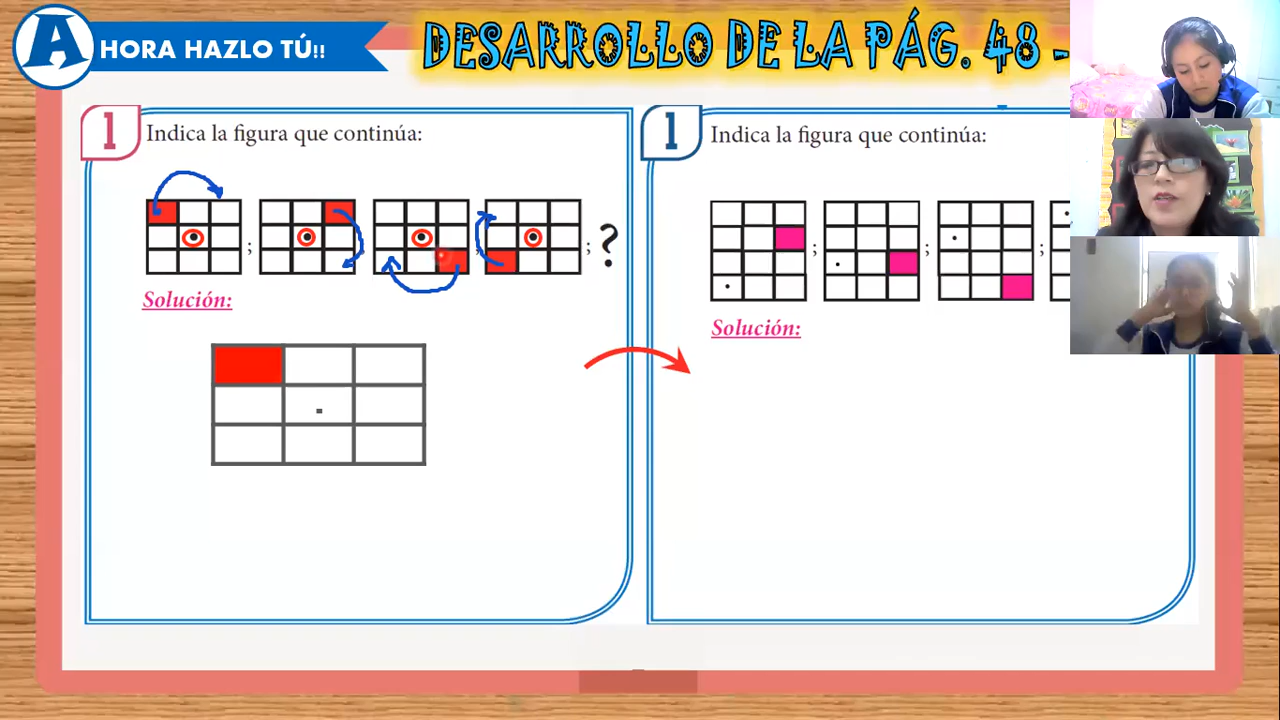 A
HORA HAZLO TÚ!!
DESARROLLO DE LA PÁG. 48 -
1
Indica la figura que continúa:
; ; ; ; ?
Solución:
1
Indica la figura que continúa:
; ; ;
Solución: